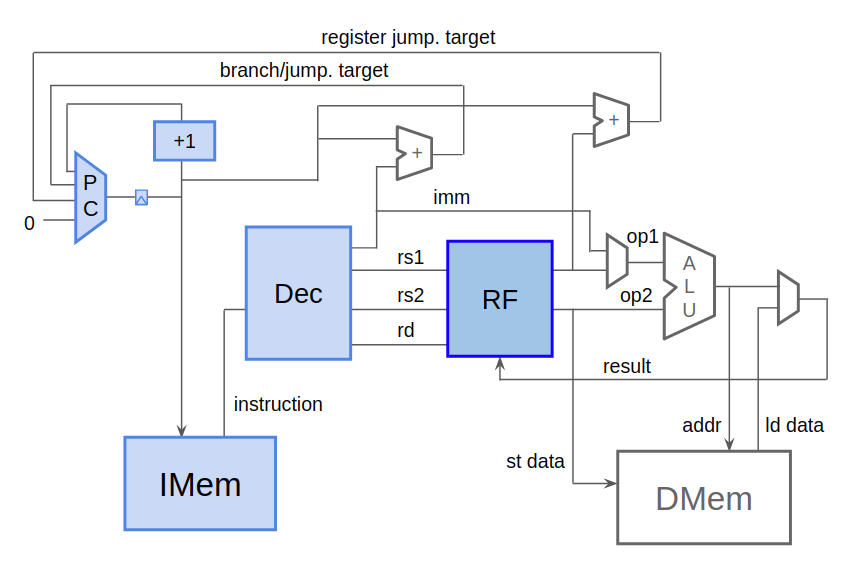 register jump. target
branch/jump. target
+1
+
+
P
C
0
imm
Dec
rs1
rs2
rd
RF
op1
op2
A
L
U
result
instruction
addr
ld data
st data
IMem
DMem